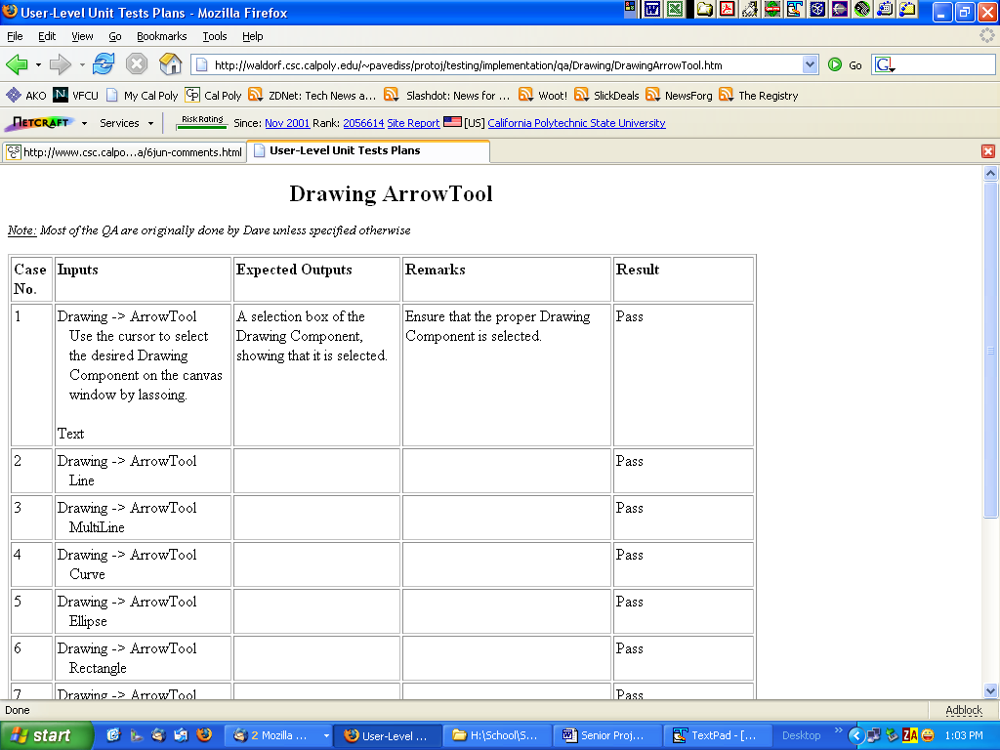 User-Level Unit Tests Plans - Mozilla Firefox
File Edit View Go Bookmarks Tools Help
http://waldorf.csc.calpoly.edu/~pavediss/protoj/testing/implementation/qa/Drawing/DrawingArrowTool.htm Go
AKO VFCU My Cal Poly Cal Poly ZDNet: Tech News a... Slashdot: News for ... Woot! SlickDeals NewsForg The Registry
NETCRAFT Services Risk Rating Since: Nov 2001 Rank: 2056614 Site Report [US] California Polytechnic State University
http://www.csc.calpo...a/6jun-comments.html User-Level Unit Tests Plans
Drawing ArrowTool
Note: Most of the QA are originally done by Dave unless specified otherwise
Case No. Inputs Expected Outputs Remarks Result
1 Drawing -> ArrowTool A selection box of the Ensure that the proper Drawing Pass
Use the cursor to select Drawing Component, Component is selected.
the desired Drawing showing that it is selected.
Component on the canvas
window by lassoing.
Text
2 Drawing -> ArrowTool Pass
Line
3 Drawing -> ArrowTool Pass
MultiLine
4 Drawing -> ArrowTool Pass
Curve
5 Drawing -> ArrowTool Pass
Ellipse
6 Drawing -> ArrowTool Pass
Rectangle
7 Drawing -> ArrowTool Pass
Done Adblock
start 2 Mozilla ... User-Level ... H:\School\S... Senior Proj... TextPad - [... Desktop 1:03 PM